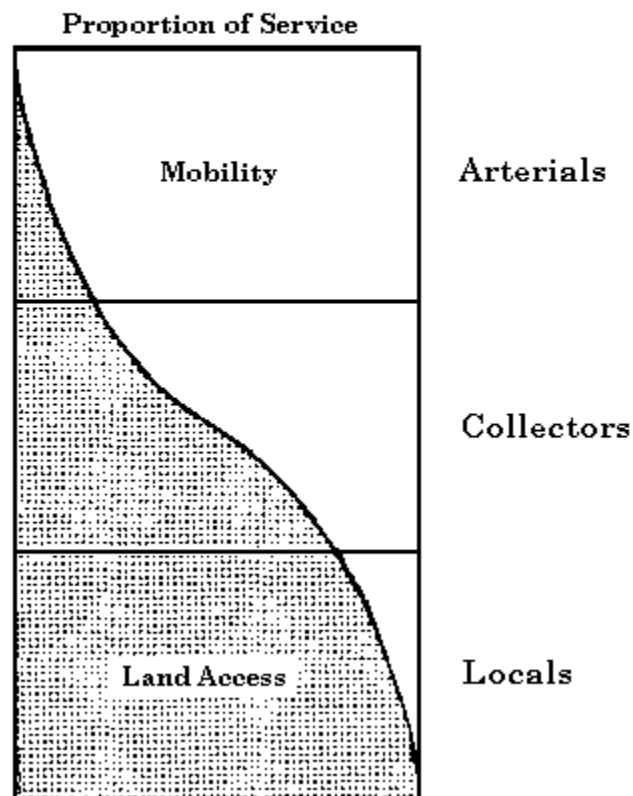 Proportion of Service
Mobility
Arterials
Collectors
Land Access
Locals